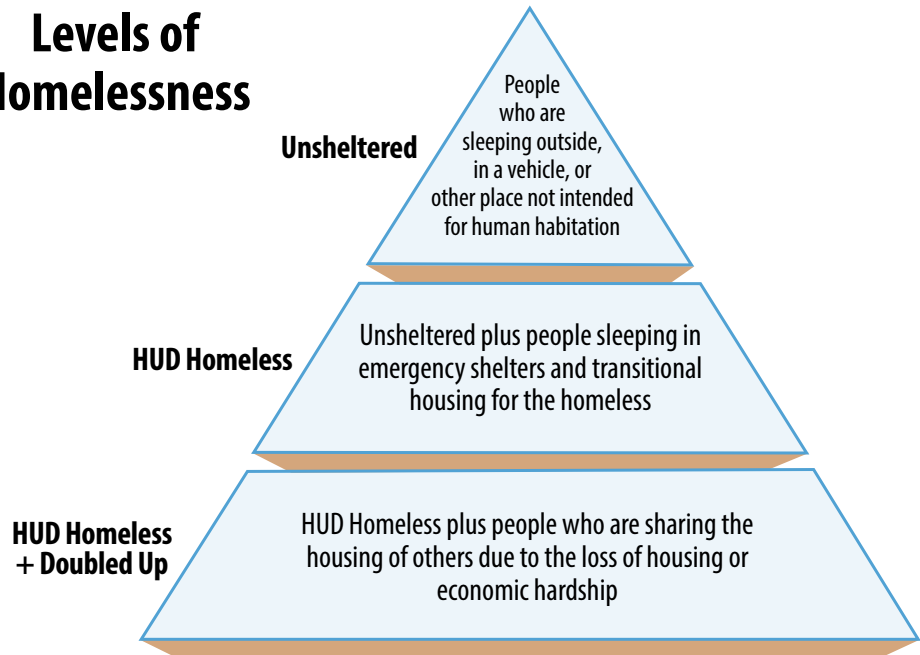 Levels of
Homelessness
Unsheltered
People
who are
sleeping outside,
in a vehicle, or
other place not intended
for human habitation
HUD Homeless
Unsheltered plus people sleeping in
emergency shelters and transitional
housing for the homeless
HUD Homeless
+ Doubled Up
HUD Homeless plus people who are sharing the
housing of others due to the loss of housing or
economic hardship